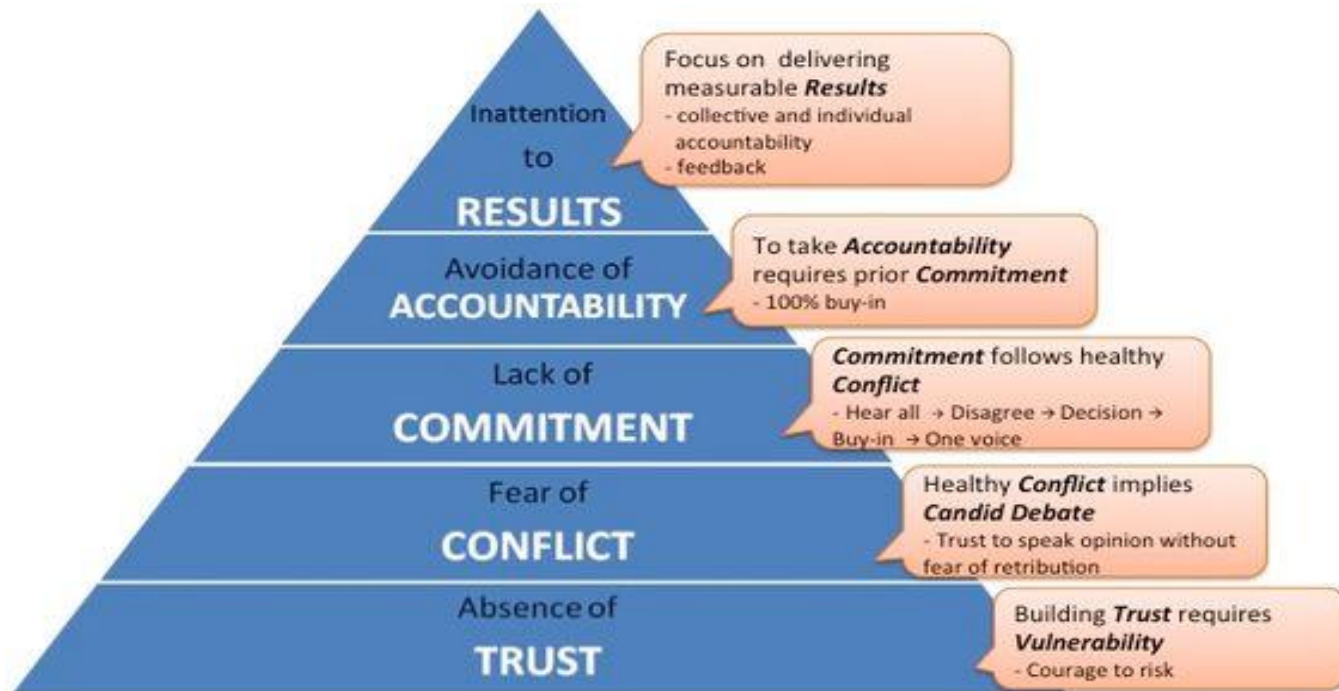 Inattention
to
RESULTS
Focus on delivering
measurable Results
- collective and individual
accountability
- feedback
Avoidance of
ACCOUNTABILITY
To take Accountability
requires prior Commitment
- 100% buy-in
Lack of
COMMITMENT
Commitment follows healthy
Conflict
- Hear all → Disagree → Decision →
Buy-in → One voice
Fear of
CONFLICT
Healthy Conflict implies
Candid Debate
- Trust to speak opinion without
fear of retribution
Absence of
TRUST
Building Trust requires
Vulnerability
- Courage to risk